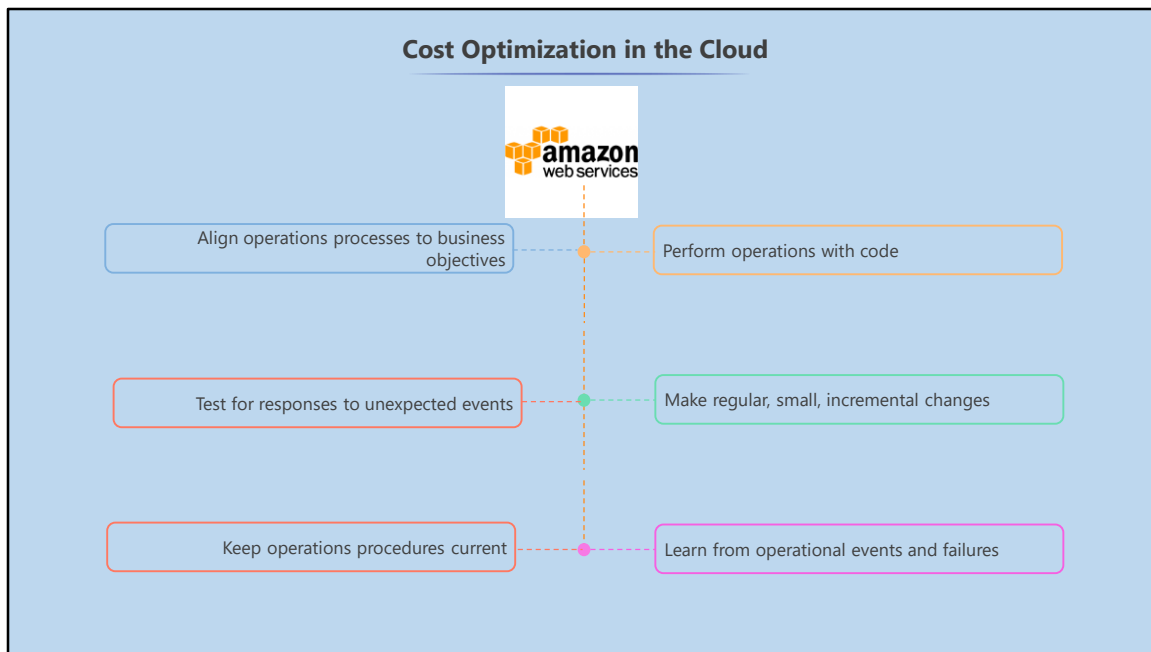 Cost Optimization in the Cloud
amazon
web services
Align operations processes to business
objectives
Perform operations with code
Test for responses to unexpected events
Make regular, small, incremental changes
Keep operations procedures current
Learn from operational events and failures